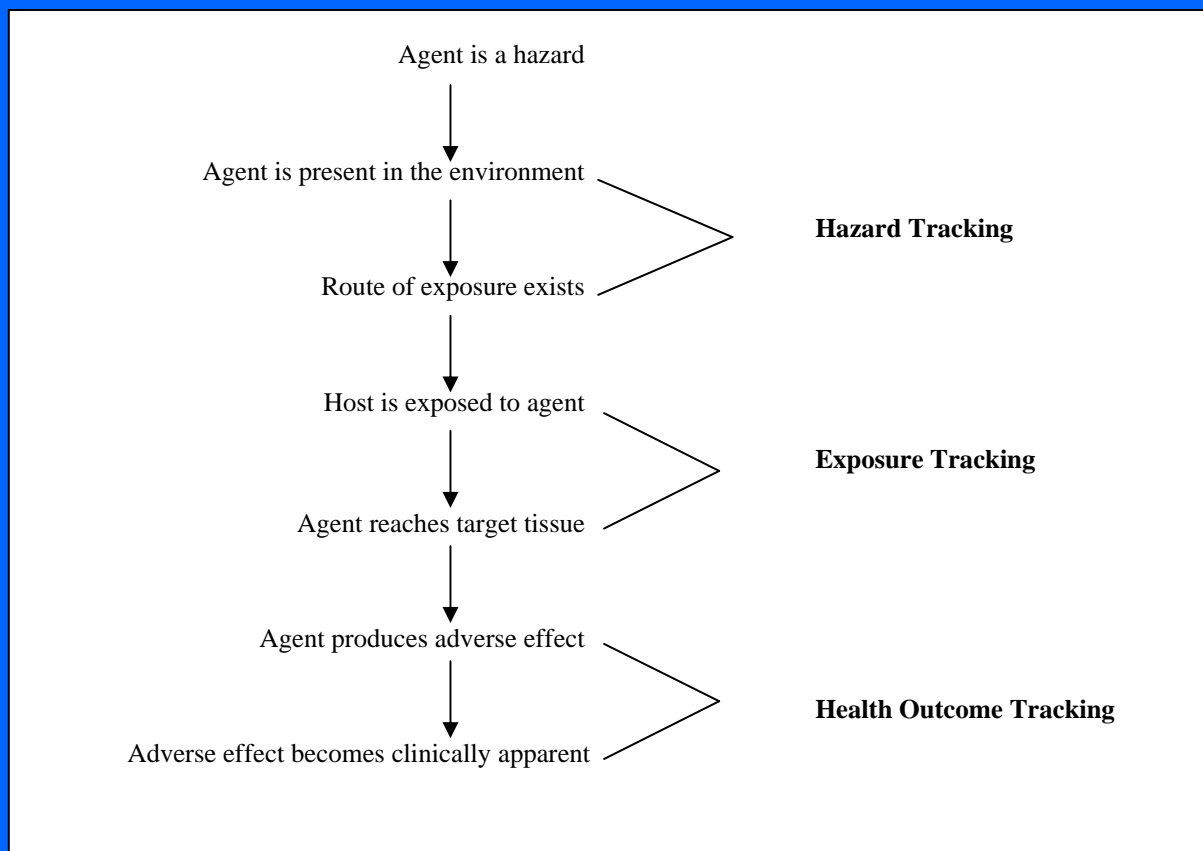 Agent is a hazard
Agent is present in the environment
Hazard Tracking
Route of exposure exists
Host is exposed to agent
Exposure Tracking
Agent reaches target tissue
Agent produces adverse effect
Health Outcome Tracking
Adverse effect becomes clinically apparent